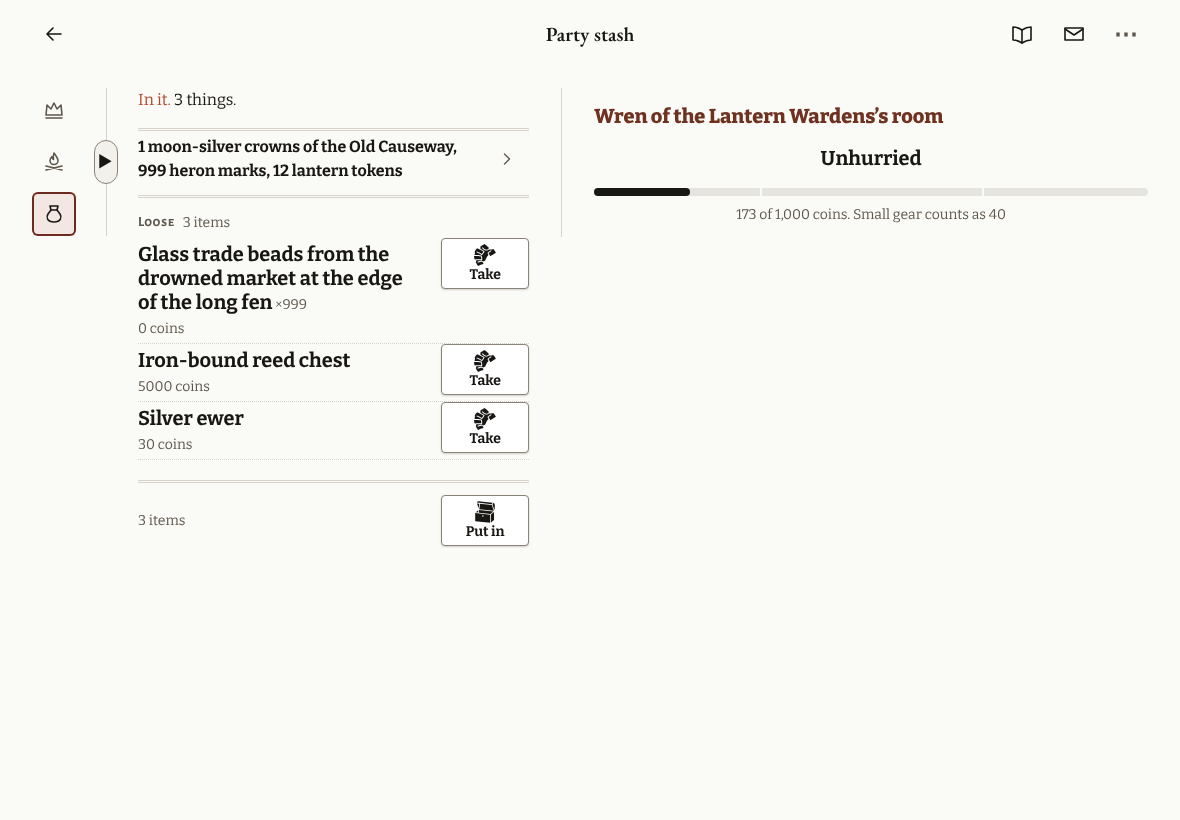 Party stash
In it. 3 things.
1 moon-silver crowns of the Old Causeway,
999 heron marks, 12 lantern tokens
Loose 3 items
Glass trade beads from the
drowned market at the edge
of the long fen ×999
0 coins
Take
Iron-bound reed chest
5000 coins
Take
Silver ewer
30 coins
Take
3 items
Put in
Wren of the Lantern Wardens’s room
Unhurried
173 of 1,000 coins. Small gear counts as 40